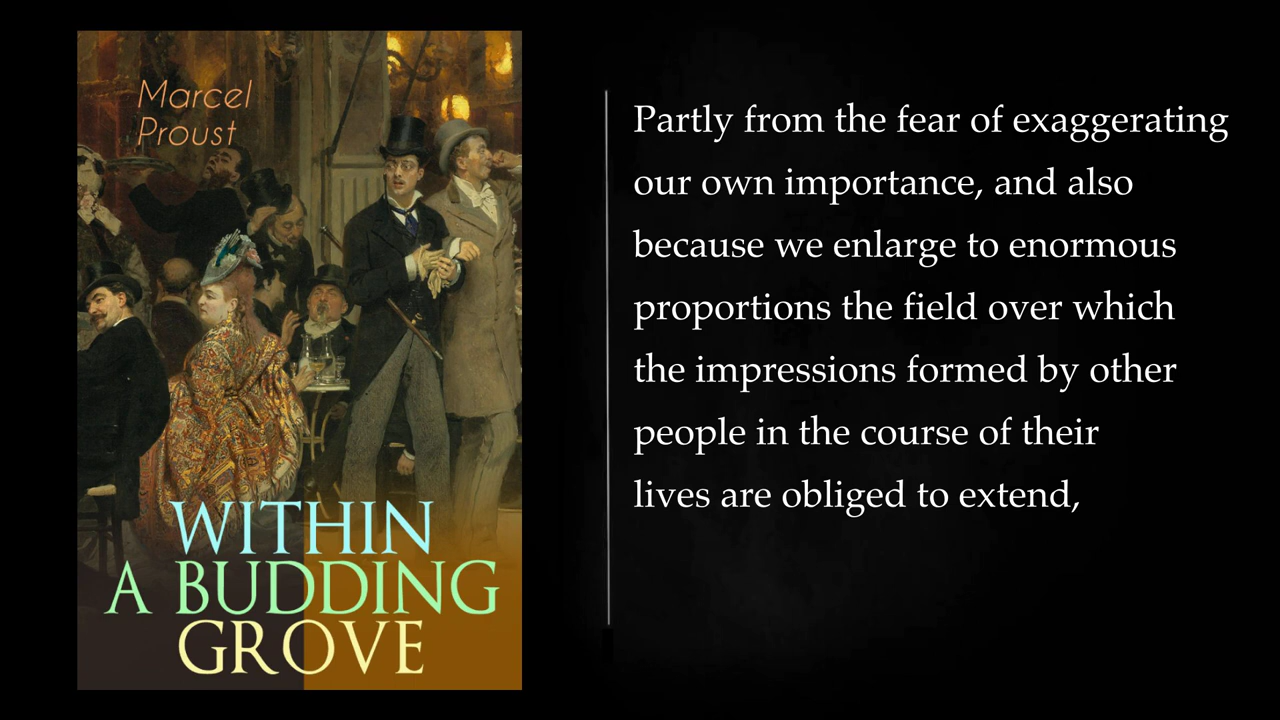 Marcel
Proust
WITHIN
A BUDDING
GROVE
Partly from the fear of exaggerating
our own importance, and also
because we enlarge to enormous
proportions the field over which
the impressions formed by other
people in the course of their
lives are obliged to extend,